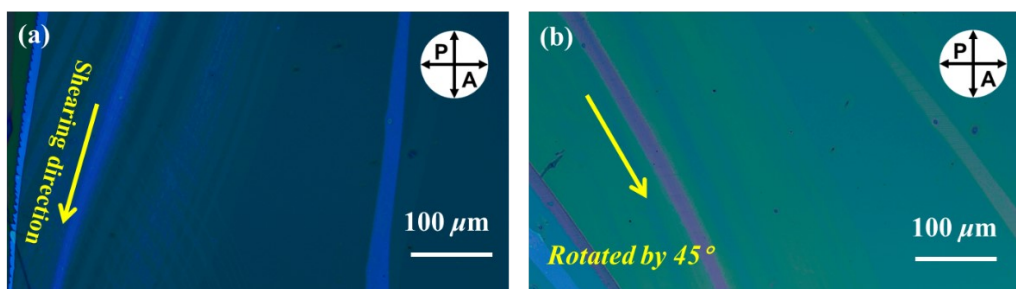 (a)
P
A
Shearing direction
100 µm
(b)
P
A
Rotated by 45°
100 µm